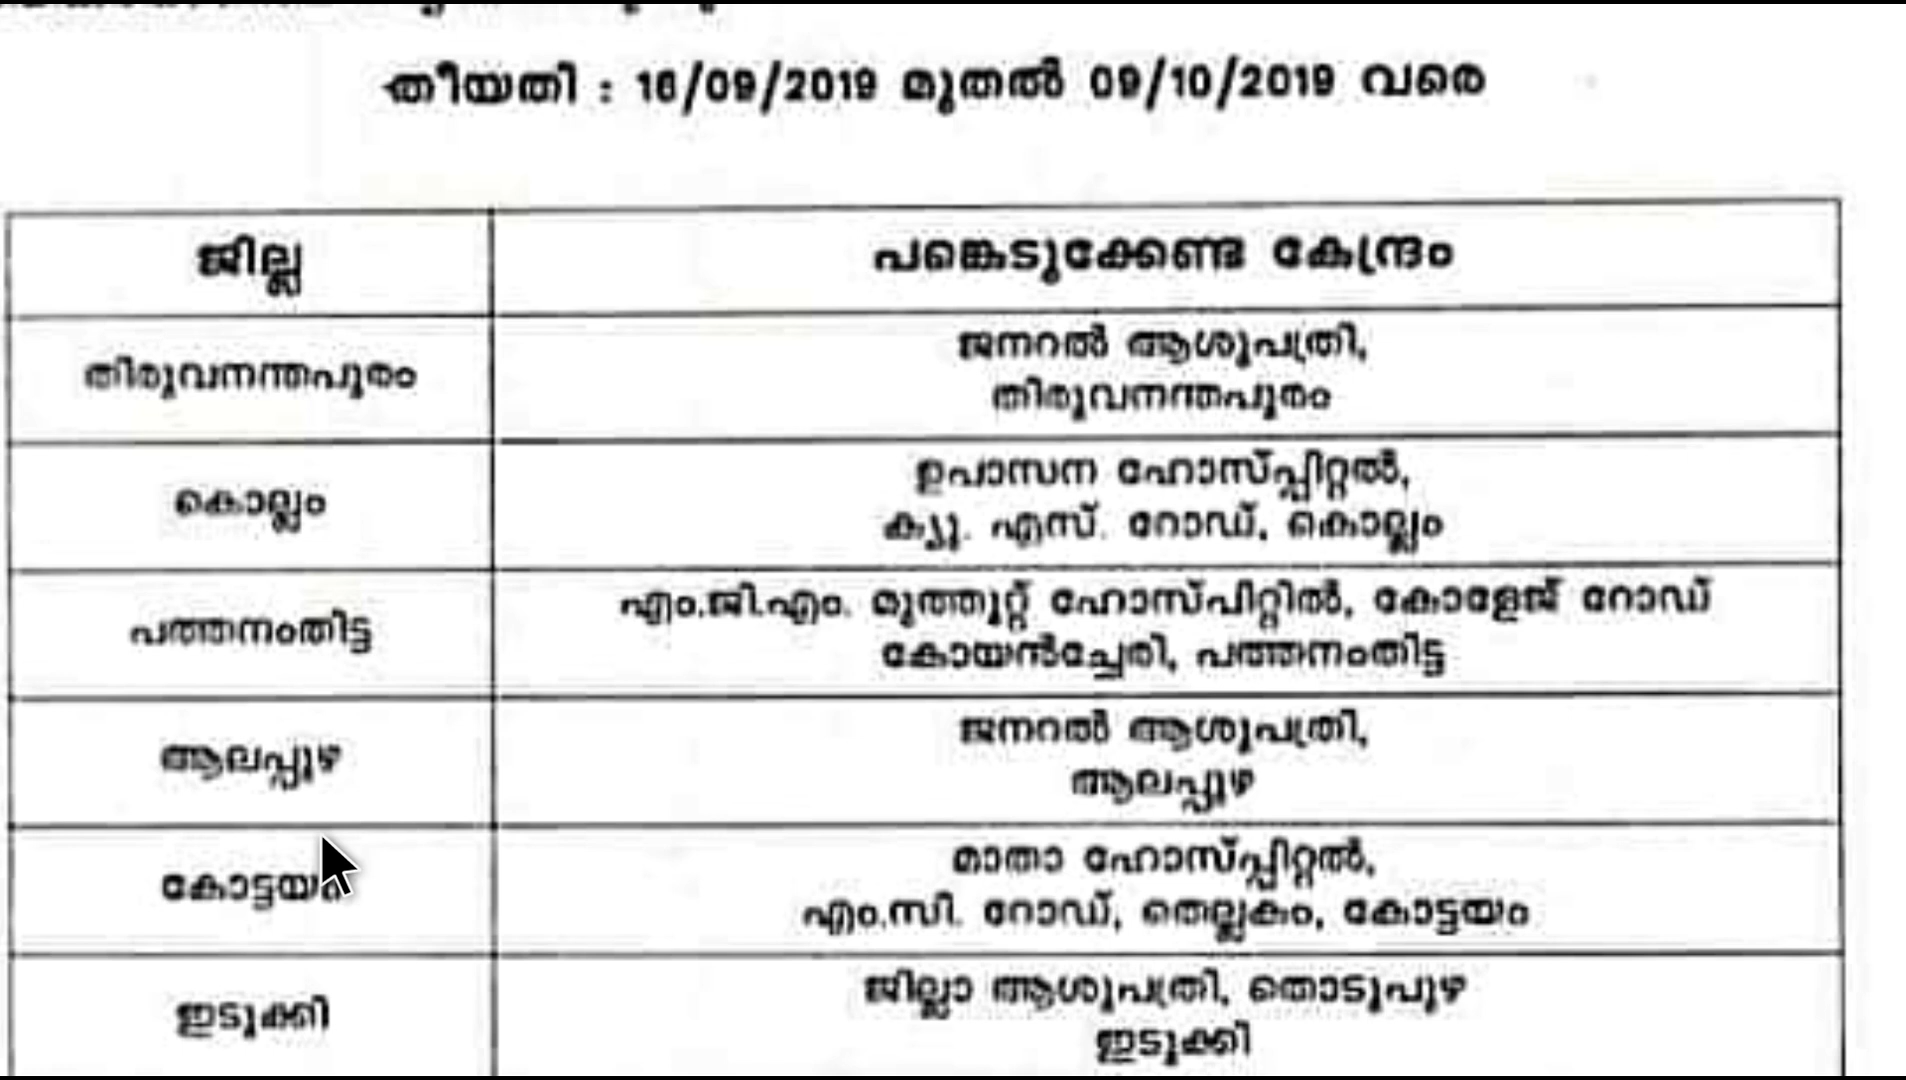 തീയതി : 16/09/2019 മുതൽ 09/10/2019 വരെ
ജില്ല
പങ്കെടുക്കേണ്ട കേന്ദ്രം
തിരുവനന്തപുരം
ജനറൽ ആശുപത്രി,
തിരുവനന്തപുരം
കൊല്ലം
ഉപാസന ഹോസ്പ്പിറ്റൽ,
ക്യൂ. എസ്. റോഡ്, കൊല്ലം
പത്തനംതിട്ട
എം.ജി.എം. മുത്തൂറ്റ് ഹോസ്പിറ്റിൽ, കോളേജ് റോഡ്
കോയൻച്ചേരി, പത്തനംതിട്ട
ആലപ്പുഴ
ജനറൽ ആശുപത്രി,
ആലപ്പുഴ
കോട്ടയം
മാതാ ഹോസ്പ്പിറ്റൽ,
എം.സി. റോഡ്, തെല്ലകം, കോട്ടയം
ഇടുക്കി
ജില്ലാ ആശുപത്രി, തൊടുപുഴ
ഇടുക്കി